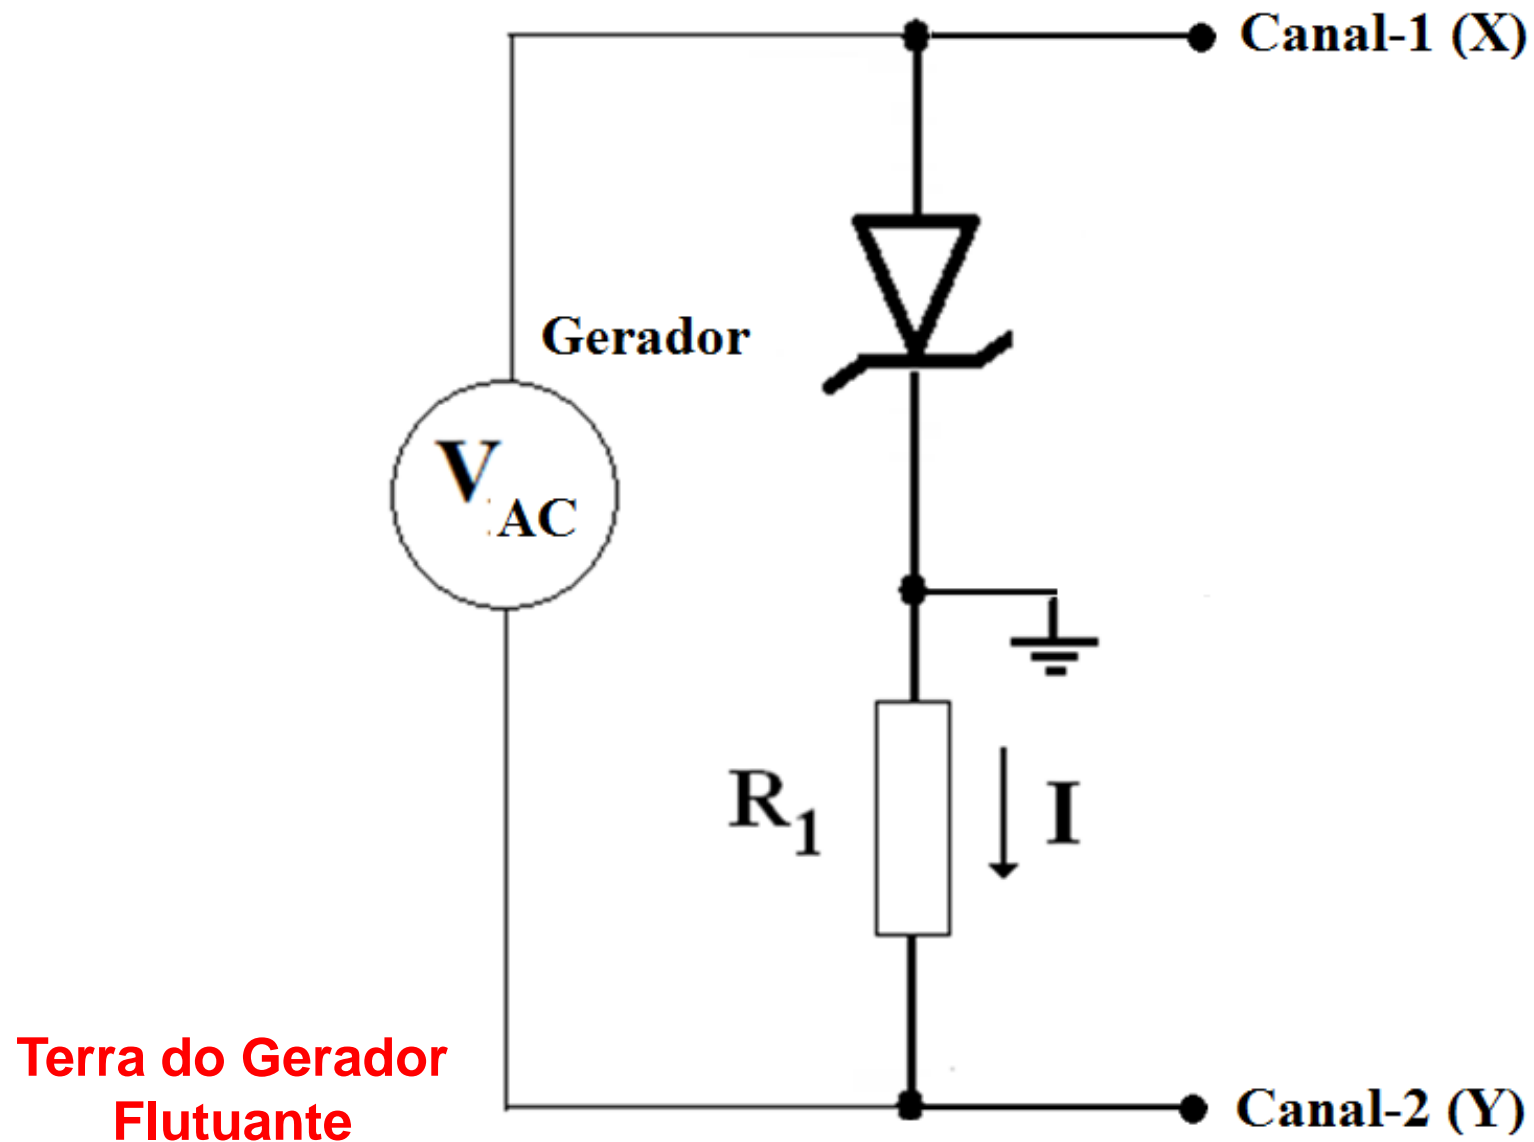 Canal-1 (X)
Gerador
VAC
R1
I
Terra do Gerador
Flutuante
Canal-2 (Y)